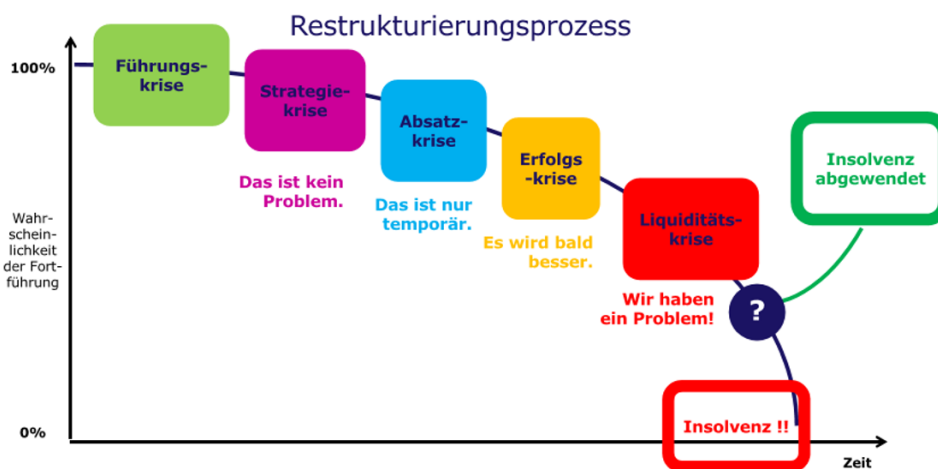 Restrukturierungsprozess
100%
Führungs-
krise
Strategie-
krise
Absatz-
krise
Erfolgs
-krise
Liquiditäts-
krise
Insolvenz
abgewendet
Das ist kein
Problem.
Das ist nur
temporär.
Es wird bald
besser.
Wir haben
ein Problem!
?
Wahr-
schein-
lichkeit
der Fort-
führung
0%
Insolvenz !!
Zeit